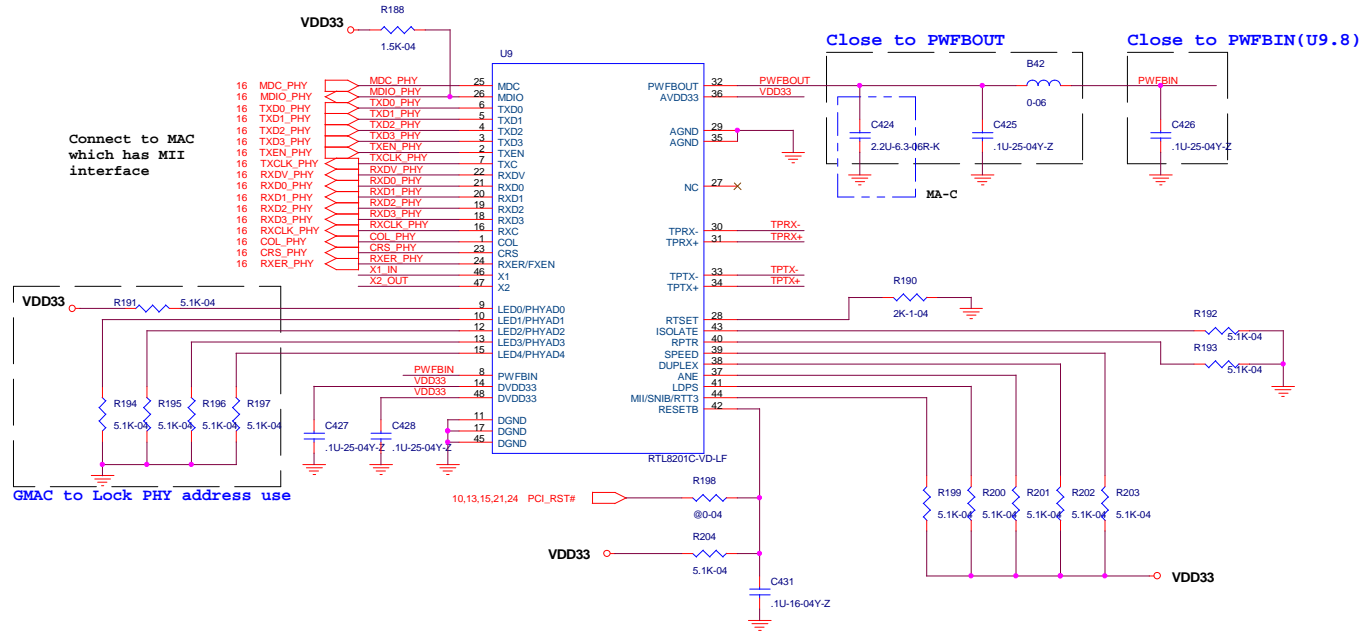 R188
VDD33
1.5K-04
U9
Close to PWFBOUT
Close to PWFBIN(U9.8)
B42
0-06
16 MDC_PHY MDC_PHY 25 MDC
16 MDIO_PHY MDIO_PHY 26 MDIO
16 TXD0_PHY TXD0_PHY 6 TXD0
16 TXD1_PHY TXD1_PHY 5 TXD1
16 TXD2_PHY TXD2_PHY 4 TXD2
16 TXD3_PHY TXD3_PHY 3 TXD3
16 TXEN_PHY TXEN_PHY 2 TXEN
16 TXCLK_PHY TXCLK_PHY 7 TXC
16 RXDV_PHY RXDV_PHY 22 RXDV
16 RXD0_PHY RXD0_PHY 21 RXD0
16 RXD1_PHY RXD1_PHY 20 RXD1
16 RXD2_PHY RXD2_PHY 19 RXD2
16 RXD3_PHY RXD3_PHY 18 RXD3
16 RXCLK_PHY RXCLK_PHY 16 RXC
16 COL_PHY COL_PHY 1 COL
16 CRS_PHY CRS_PHY 23 CRS
16 RXER_PHY RXER_PHY 24 RXER/FXEN
X1_IN 46 X1
X2_OUT 47 X2
Connect to MAC
which has MII
interface
PWFBOUT 32 PWFBOUT
AVDD33 36 VDD33
AGND 29
AGND 35
NC 27
TPRX- 30 TPRX-
TPRX+ 31 TPRX+
TPTX- 33 TPTX-
TPTX+ 34 TPTX+
RTSET 28
ISOLATE 43
RPTR 40
SPEED 39
DUPLEX 38
ANE 37
LDPS 41
MII/SNIB/RTT3 44
RESETB 42
RTL8201C-VD-LF
C424
2.2U-6.3-06R-K
MA-C
C425
.1U-25-04Y-Z
PWFBIN
C426
.1U-25-04Y-Z
R190
2K-1-04
R192
5.1K-04
R193
5.1K-04
VDD33
R191 5.1K-04
9 LED0/PHYAD0
10 LED1/PHYAD1
12 LED2/PHYAD2
13 LED3/PHYAD3
15 LED4/PHYAD4
PWFBIN 8 PWFBIN
VDD33 14 DVDD33
VDD33 48 DVDD33
11 DGND
17 DGND
45 DGND
R194 R195 R196 R197
5.1K-04 5.1K-04 5.1K-04 5.1K-04
C427
.1U-25-04Y-Z
C428
.1U-25-04Y-Z
GMAC to Lock PHY address use
10,13,15,21,24 PCI_RST#
R198
@0-04
VDD33
R204
5.1K-04
C431
.1U-16-04Y-Z
R199 R200 R201 R202 R203
5.1K-04 5.1K-04 5.1K-04 5.1K-04 5.1K-04
VDD33